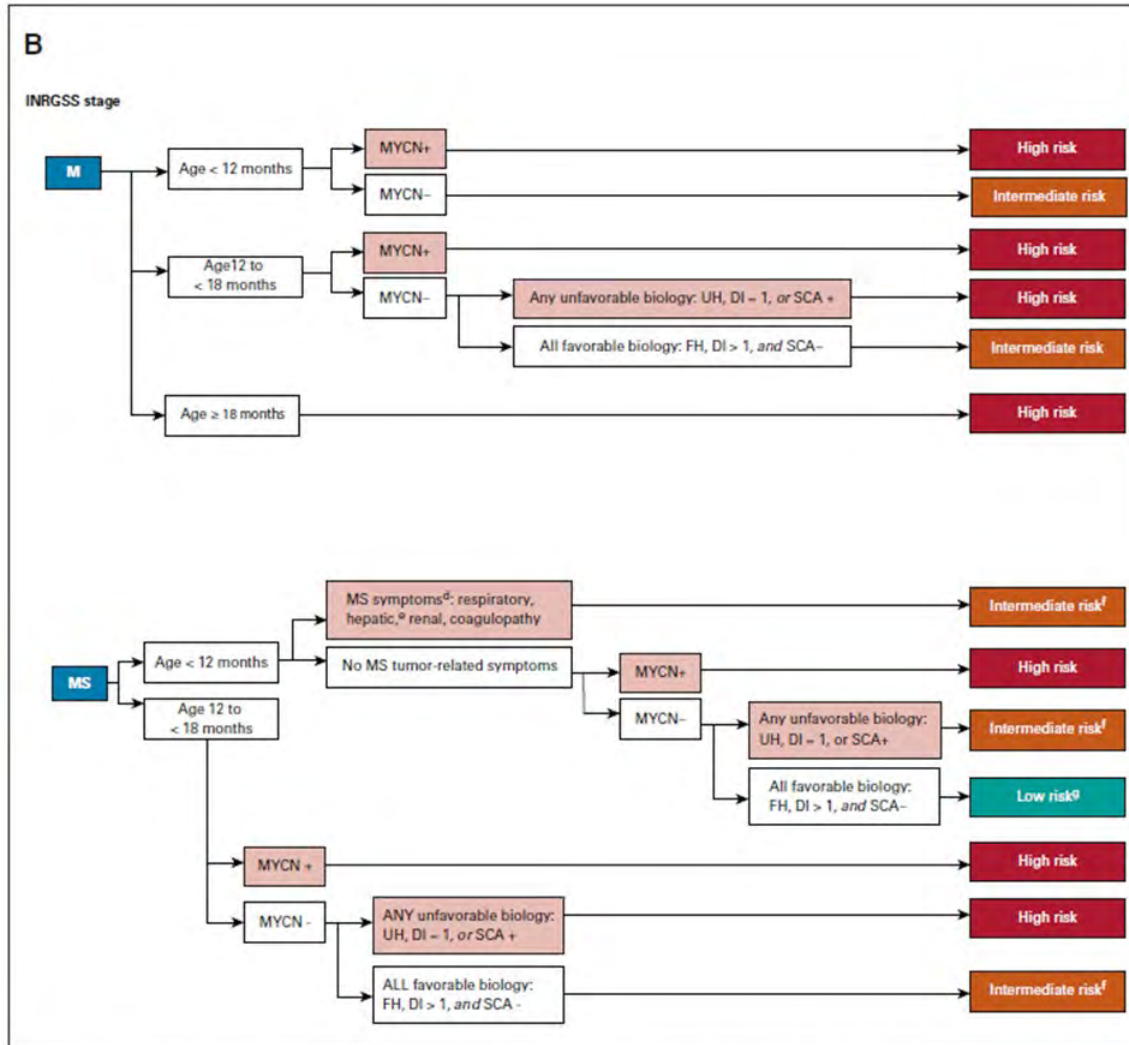 B
INRGSS stage
M
Age < 12 months
MYCN+
High risk
MYCN–
Intermediate risk
Age12 to
< 18 months
MYCN+
High risk
MYCN–
Any unfavorable biology: UH, DI – 1, or SCA +
High risk
All favorable biology: FH, DI > 1, and SCA–
Intermediate risk
Age ≥ 18 months
High risk
MS
Age < 12 months
MS symptomsᵈ: respiratory,
hepatic,ᵉ renal, coagulopathy
Intermediate riskᶠ
No MS tumor-related symptoms
MYCN+
High risk
MYCN–
Any unfavorable biology:
UH, DI – 1, or SCA+
Intermediate riskᶠ
All favorable biology:
FH, DI > 1, and SCA–
Low riskᵍ
Age 12 to
< 18 months
MYCN +
High risk
MYCN -
ANY unfavorable biology:
UH, DI – 1, or SCA +
High risk
ALL favorable biology:
FH, DI > 1, and SCA -
Intermediate riskᶠ